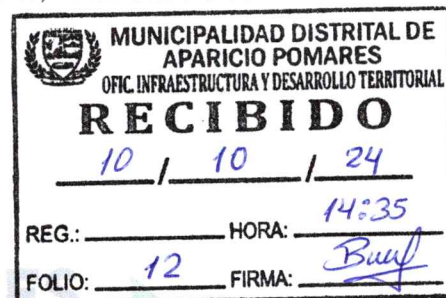 MUNICIPALIDAD DISTRITAL DE
APARICIO POMARES
OFIC. INFRAESTRUCTURA Y DESARROLLO TERRITORIAL
RECIBIDO
10 / 10 / 24
REG.: HORA: 14:35
FOLIO: 12 FIRMA: